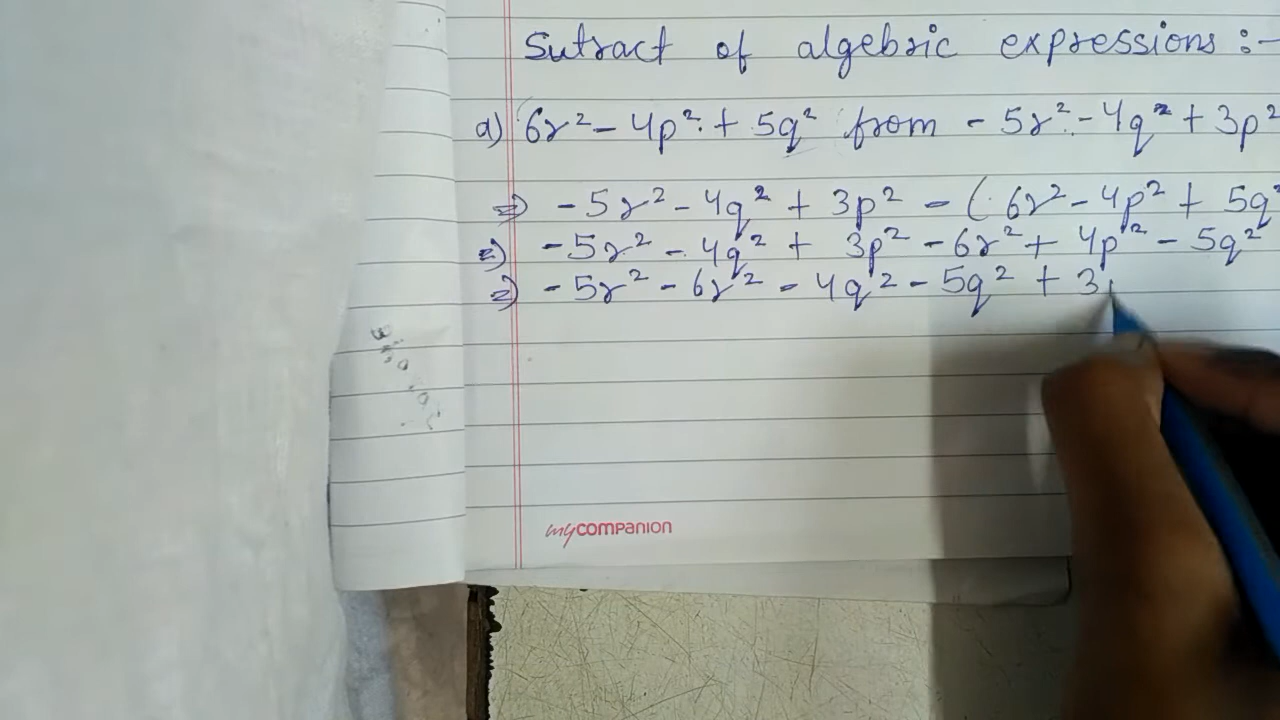 Sutract of algebric expressions :-
a) 6r² - 4p² + 5q² from - 5r² - 4q² + 3p²
⇒ - 5r² - 4q² + 3p² - ( 6r² - 4p² + 5q²
⇒ - 5r² - 4q² + 3p² - 6r² + 4p² - 5q²
⇒ - 5r² - 6r² - 4q² - 5q² + 3
mycompanion